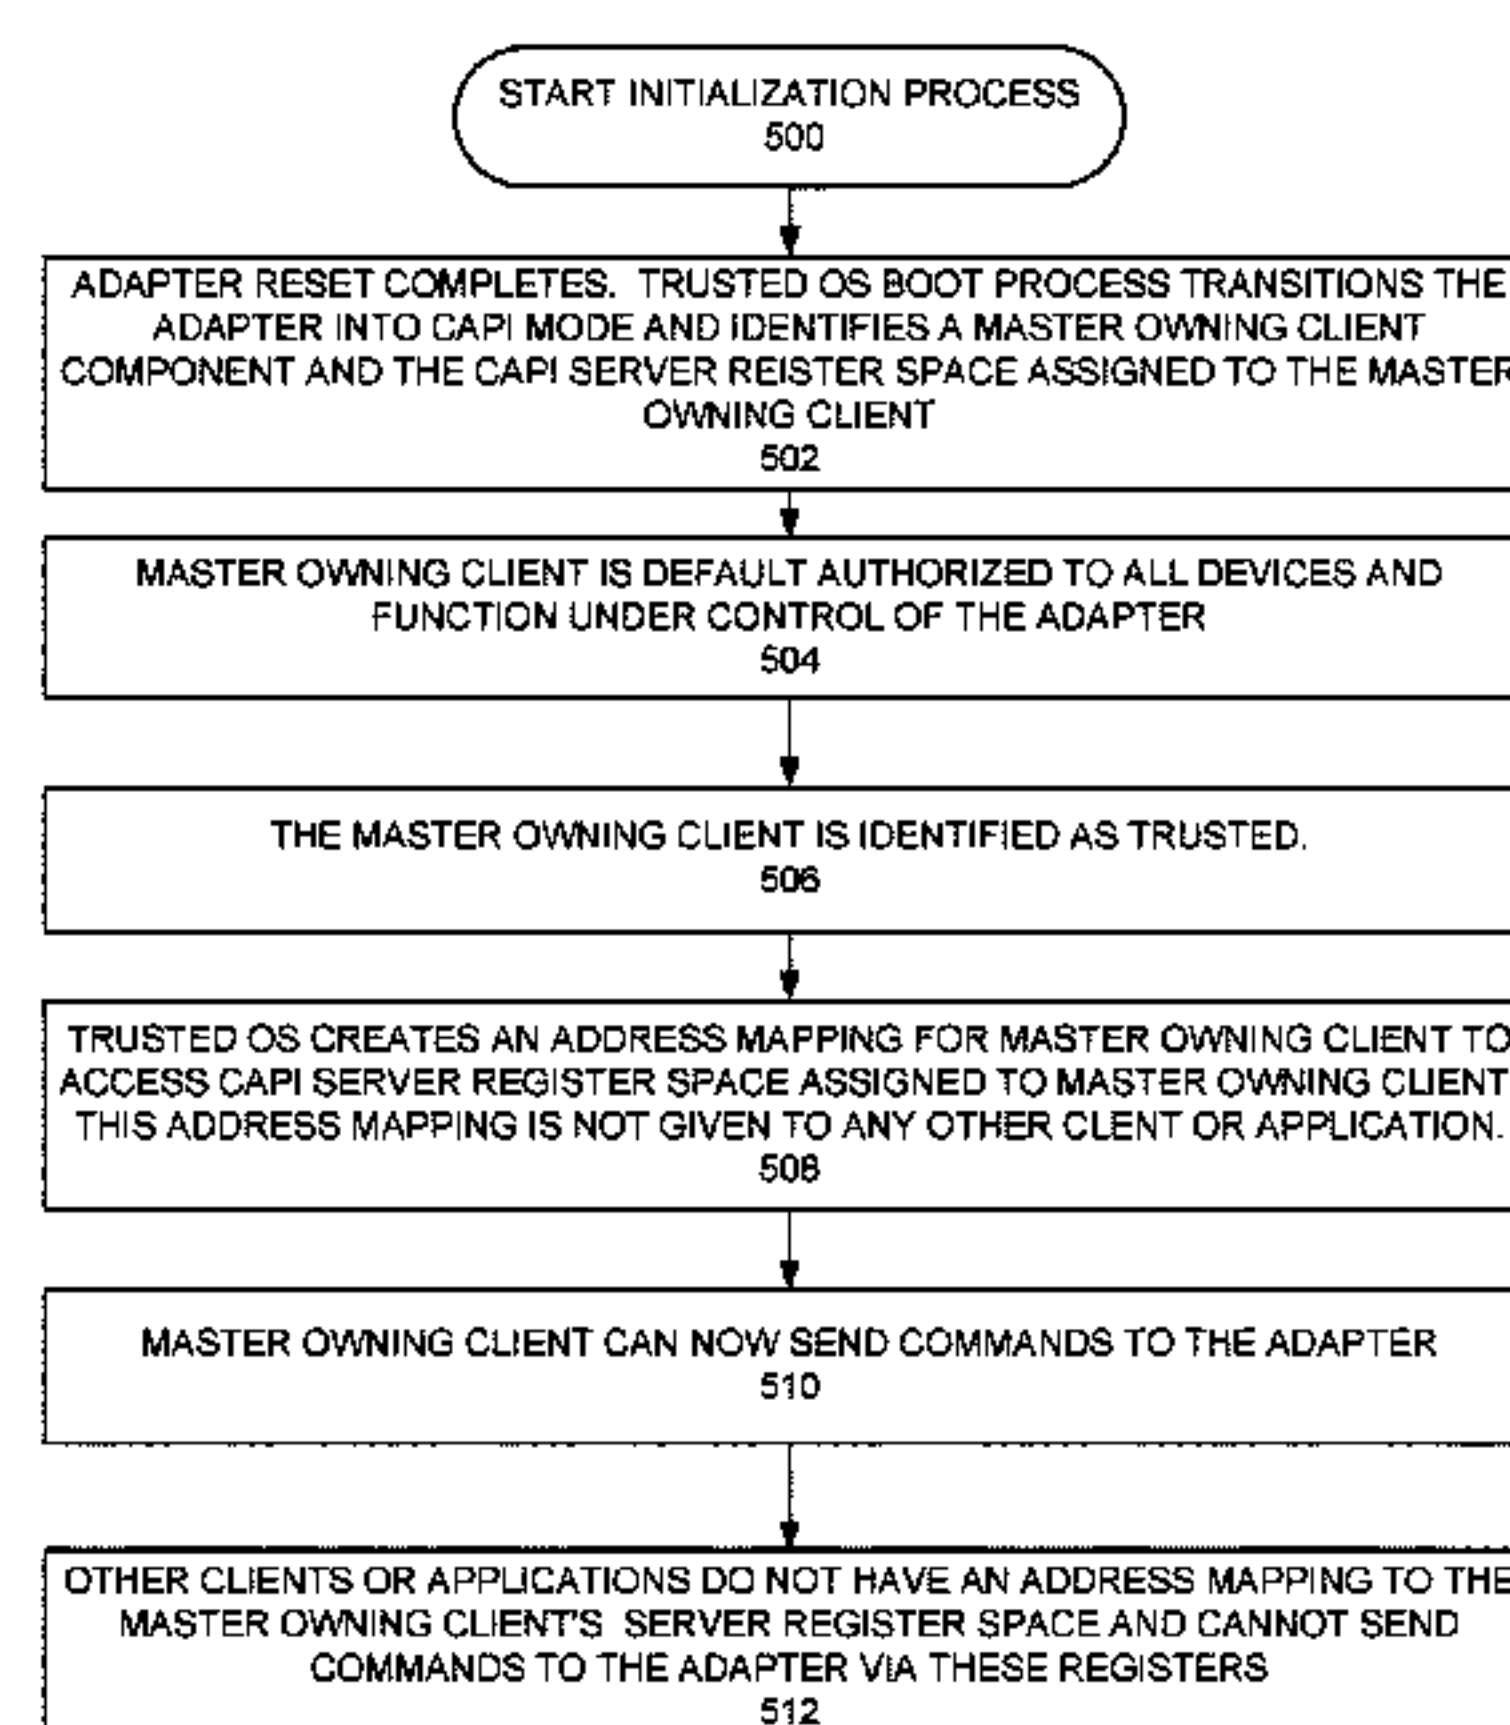 START INITIALIZATION PROCESS
500
ADAPTER RESET COMPLETES. TRUSTED OS BOOT PROCESS TRANSITIONS THE
ADAPTER INTO CAPI MODE AND IDENTIFIES A MASTER OWNING CLIENT
COMPONENT AND THE CAPI SERVER REISTER SPACE ASSIGNED TO THE MASTER
OWNING CLIENT
502
MASTER OWNING CLIENT IS DEFAULT AUTHORIZED TO ALL DEVICES AND
FUNCTION UNDER CONTROL OF THE ADAPTER
504
THE MASTER OWNING CLIENT IS IDENTIFIED AS TRUSTED.
506
TRUSTED OS CREATES AN ADDRESS MAPPING FOR MASTER OWNING CLIENT TO
ACCESS CAPI SERVER REGISTER SPACE ASSIGNED TO MASTER OWNING CLIENT
THIS ADDRESS MAPPING IS NOT GIVEN TO ANY OTHER CLENT OR APPLICATION.
508
MASTER OWNING CLIENT CAN NOW SEND COMMANDS TO THE ADAPTER
510
OTHER CLIENTS OR APPLICATIONS DO NOT HAVE AN ADDRESS MAPPING TO THE
MASTER OWNING CLIENT'S SERVER REGISTER SPACE AND CANNOT SEND
COMMANDS TO THE ADAPTER VIA THESE REGISTERS
512